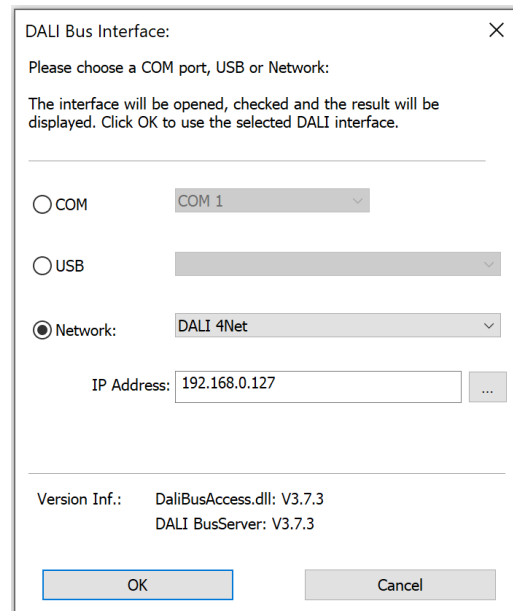 DALI Bus Interface:
Please choose a COM port, USB or Network:
The interface will be opened, checked and the result will be
displayed. Click OK to use the selected DALI interface.
COM
COM 1
USB
Network:
DALI 4Net
IP Address:
192.168.0.127
...
Version Inf.:
DaliBusAccess.dll: V3.7.3
DALI BusServer: V3.7.3
OK
Cancel